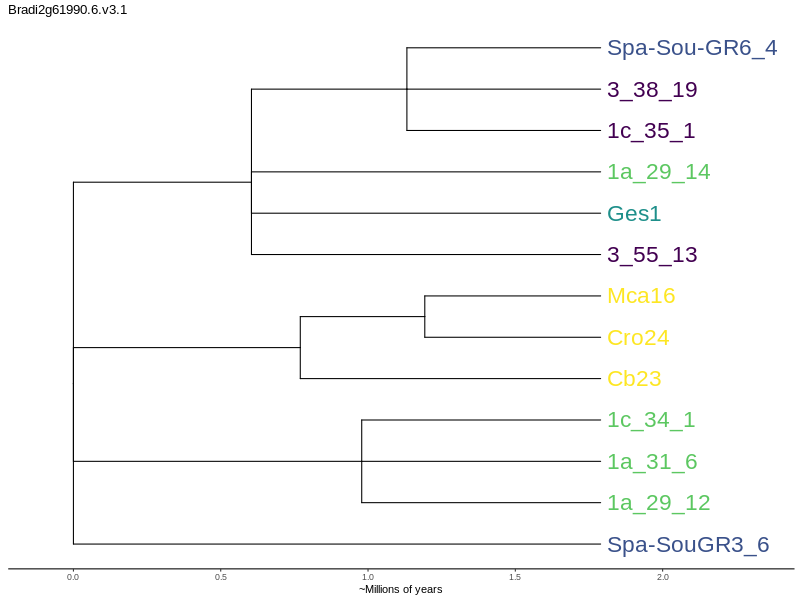 Bradi2g61990.6.v3.1
Spa-Sou-GR6_4
3_38_19
1c_35_1
1a_29_14
Ges1
3_55_13
Mca16
Cro24
Cb23
1c_34_1
1a_31_6
1a_29_12
Spa-SouGR3_6
0.0 0.5 1.0 1.5 2.0
~Millions of years